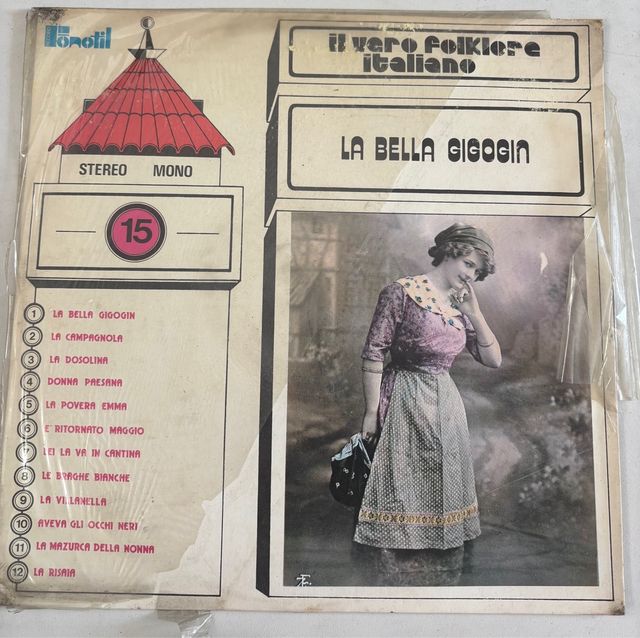 Fonotil
il vero folklore
italiano
LA BELLA GIGOGIN
STEREO MONO
15
1 LA BELLA GIGOGIN
2 LA CAMPAGNOLA
3 LA DOSOLINA
4 DONNA PAESANA
5 LA POVERA EMMA
6 E' RITORNATO MAGGIO
7 LEI LA VA IN CANTINA
8 LE BRAGHE BIANCHE
9 LA VILLANELLA
10 AVEVA GLI OCCHI NERI
11 LA MAZURCA DELLA NONNA
12 LA RISAIA